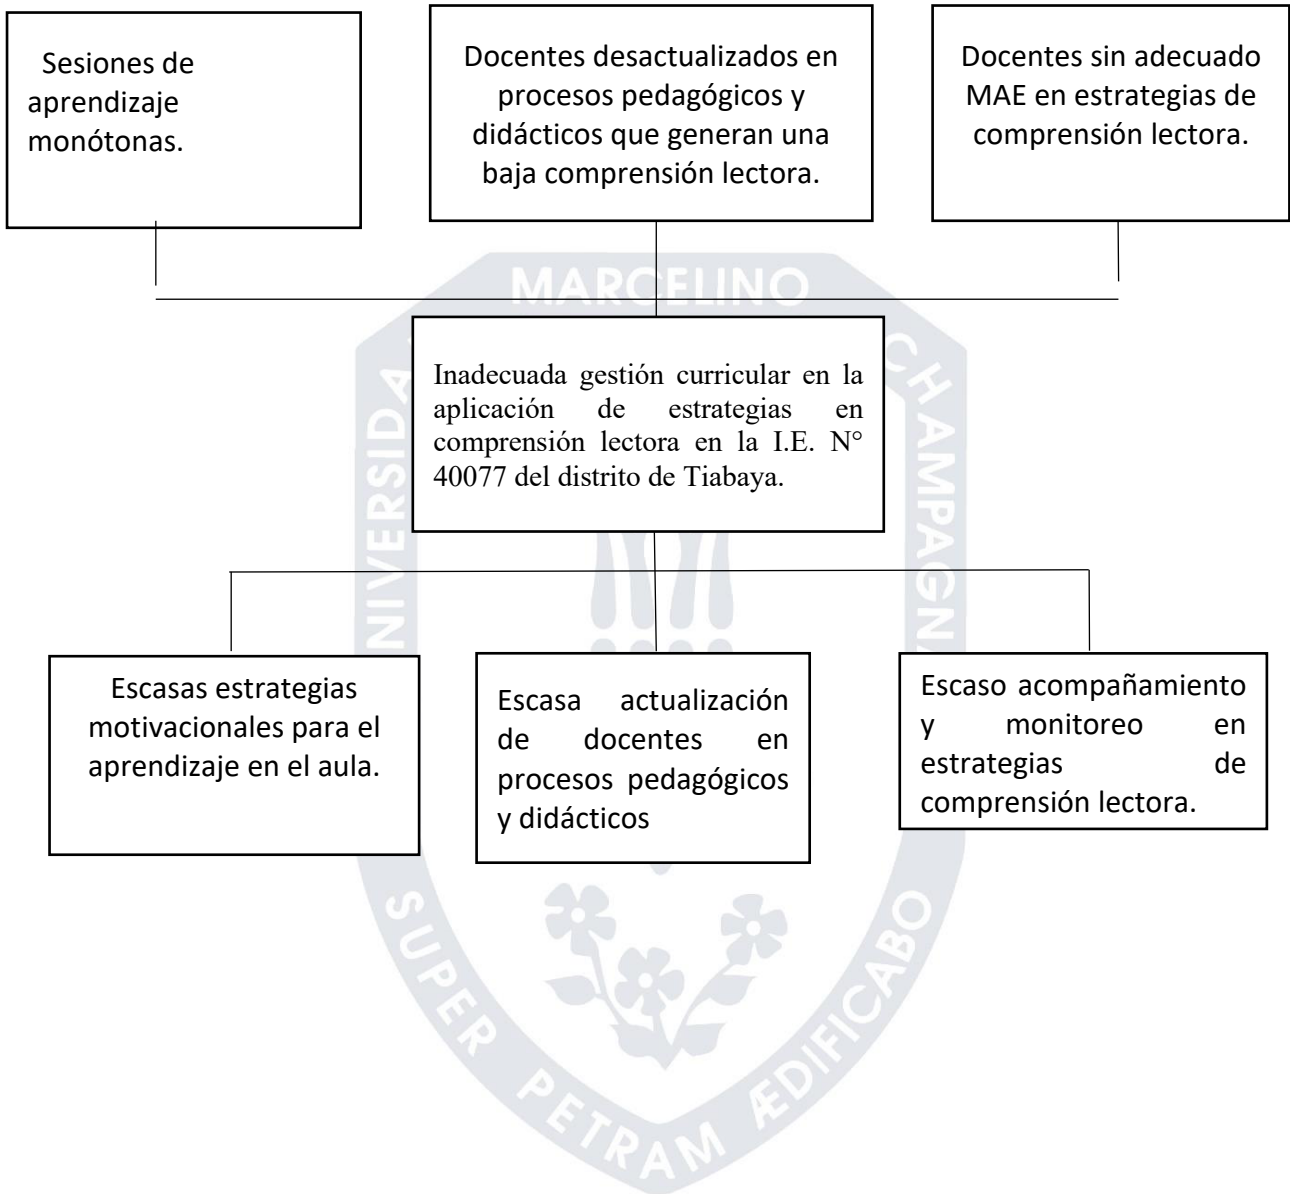 Sesiones de
aprendizaje
monótonas.
Docentes desactualizados en
procesos pedagógicos y
didácticos que generan una
baja comprensión lectora.
Docentes sin adecuado
MAE en estrategias de
comprensión lectora.
MARCELINO
Inadecuada gestión curricular en la
aplicación de estrategias en
comprensión lectora en la I.E. N°
40077 del distrito de Tiabaya.
Escasas estrategias
motivacionales para el
aprendizaje en el aula.
Escasa actualización
de docentes en
procesos pedagógicos
y didácticos
Escaso acompañamiento
y monitoreo en
estrategias de
comprensión lectora.
SUPER PETRAM ÆDIFICABO